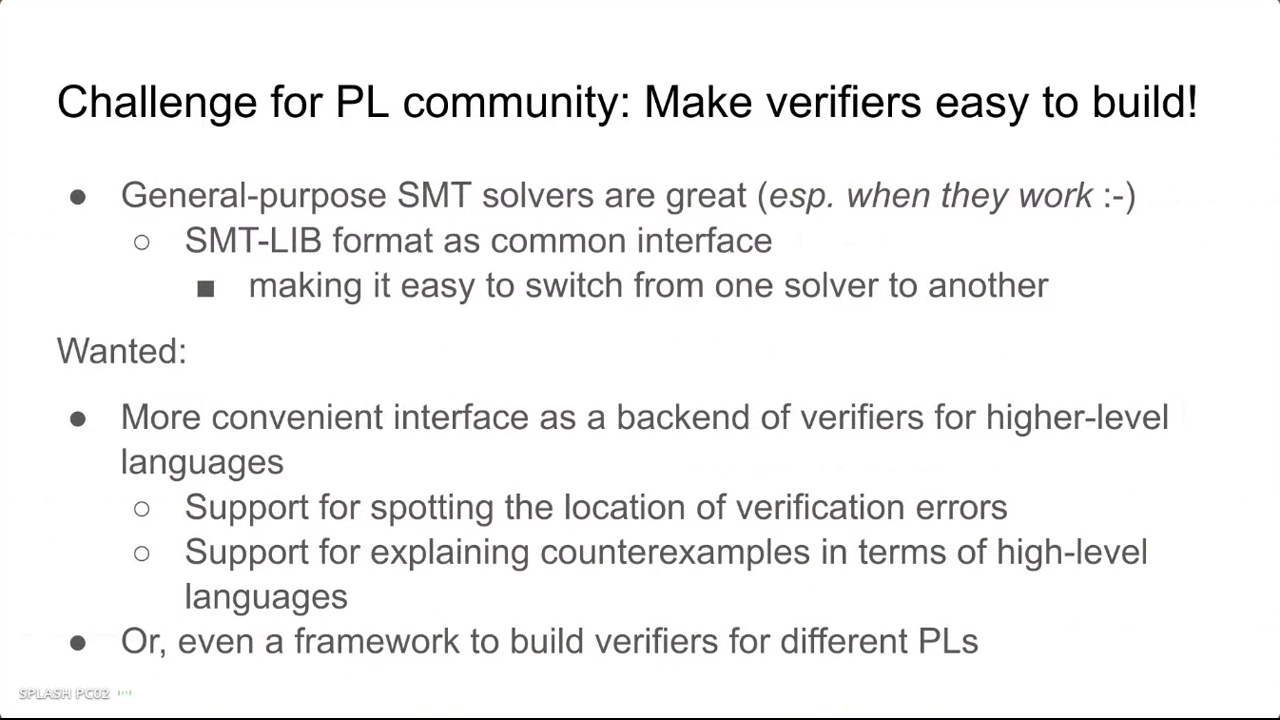 Challenge for PL community: Make verifiers easy to build!
● General-purpose SMT solvers are great (esp. when they work :-)
○ SMT-LIB format as common interface
■ making it easy to switch from one solver to another
Wanted:
● More convenient interface as a backend of verifiers for higher-level
languages
○ Support for spotting the location of verification errors
○ Support for explaining counterexamples in terms of high-level
languages
● Or, even a framework to build verifiers for different PLs
SPLASH PC02